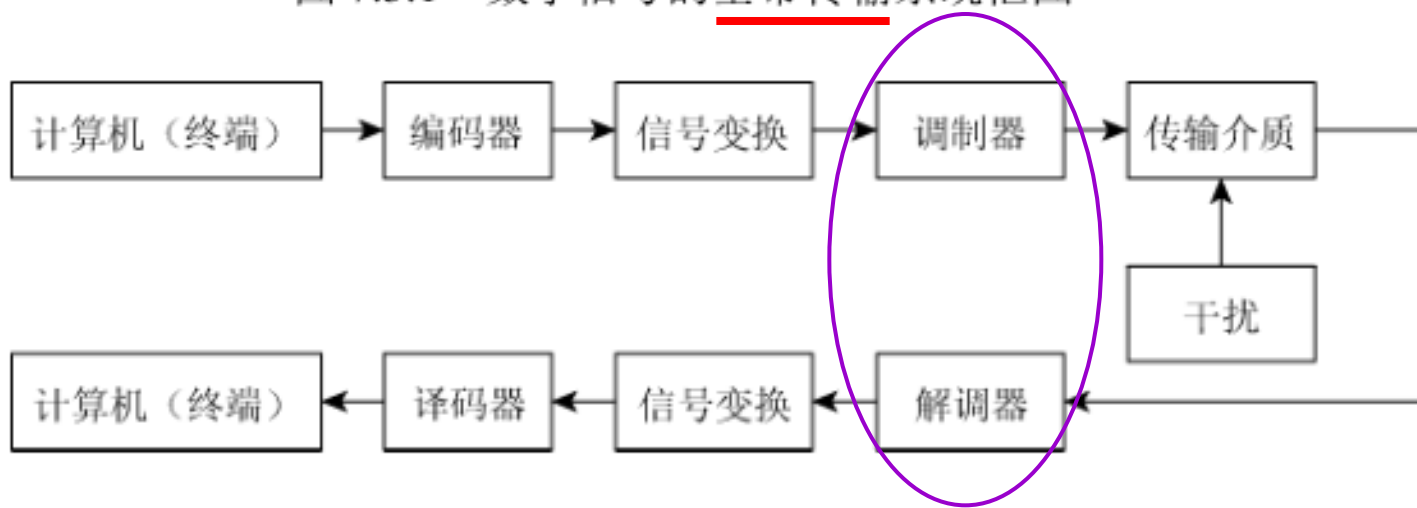 计算机（终端）
编码器
信号变换
调制器
传输介质
干扰
计算机（终端）
译码器
信号变换
解调器